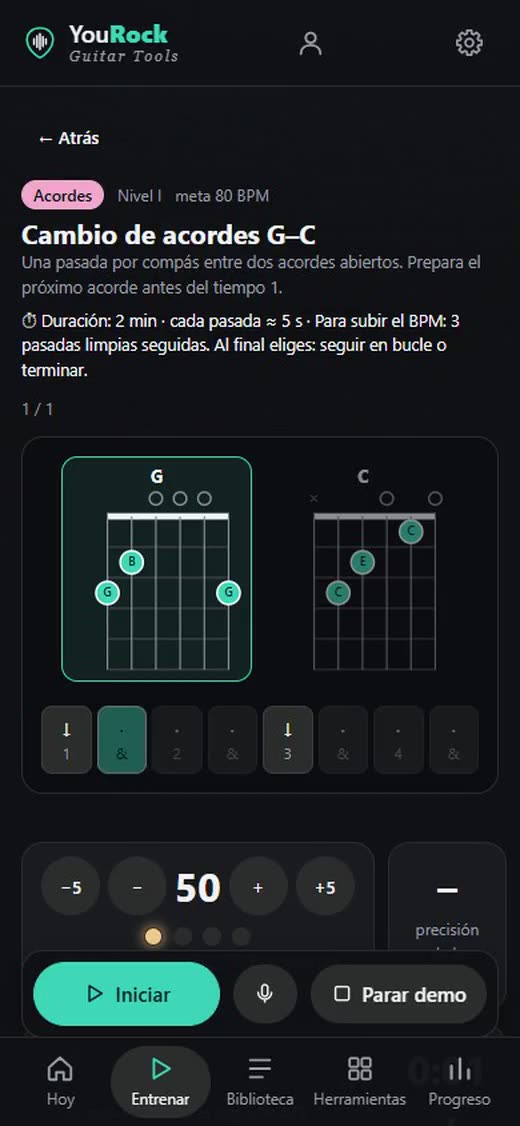 YouRock
Guitar Tools
← Atrás
Acordes Nivel I meta 80 BPM
Cambio de acordes G–C
Una pasada por compás entre dos acordes abiertos. Prepara el
próximo acorde antes del tiempo 1.
⏱ Duración: 2 min · cada pasada ≈ 5 s · Para subir el BPM: 3
pasadas limpias seguidas. Al final eliges: seguir en bucle o
terminar.
1 / 1
G C
×
C
B E
G G C
1 & 2 & 3 & 4 &
−5 − 50 + +5 –
precisión
Iniciar Parar demo
Hoy Entrenar Biblioteca Herramientas Progreso